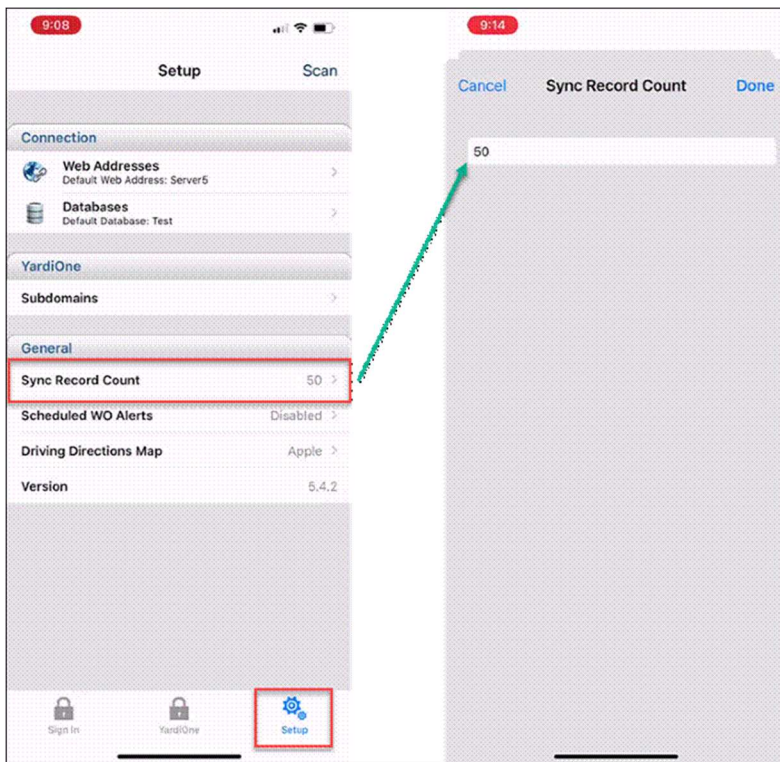 9:08
Setup
Scan
Connection
Web Addresses
Default Web Address: Server5
Databases
Default Database: Test
YardiOne
Subdomains
General
Sync Record Count 50
Scheduled WO Alerts Disabled
Driving Directions Map Apple
Version 5.4.2
Sign In
YardiOne
Setup
9:14
Cancel
Sync Record Count
Done
50